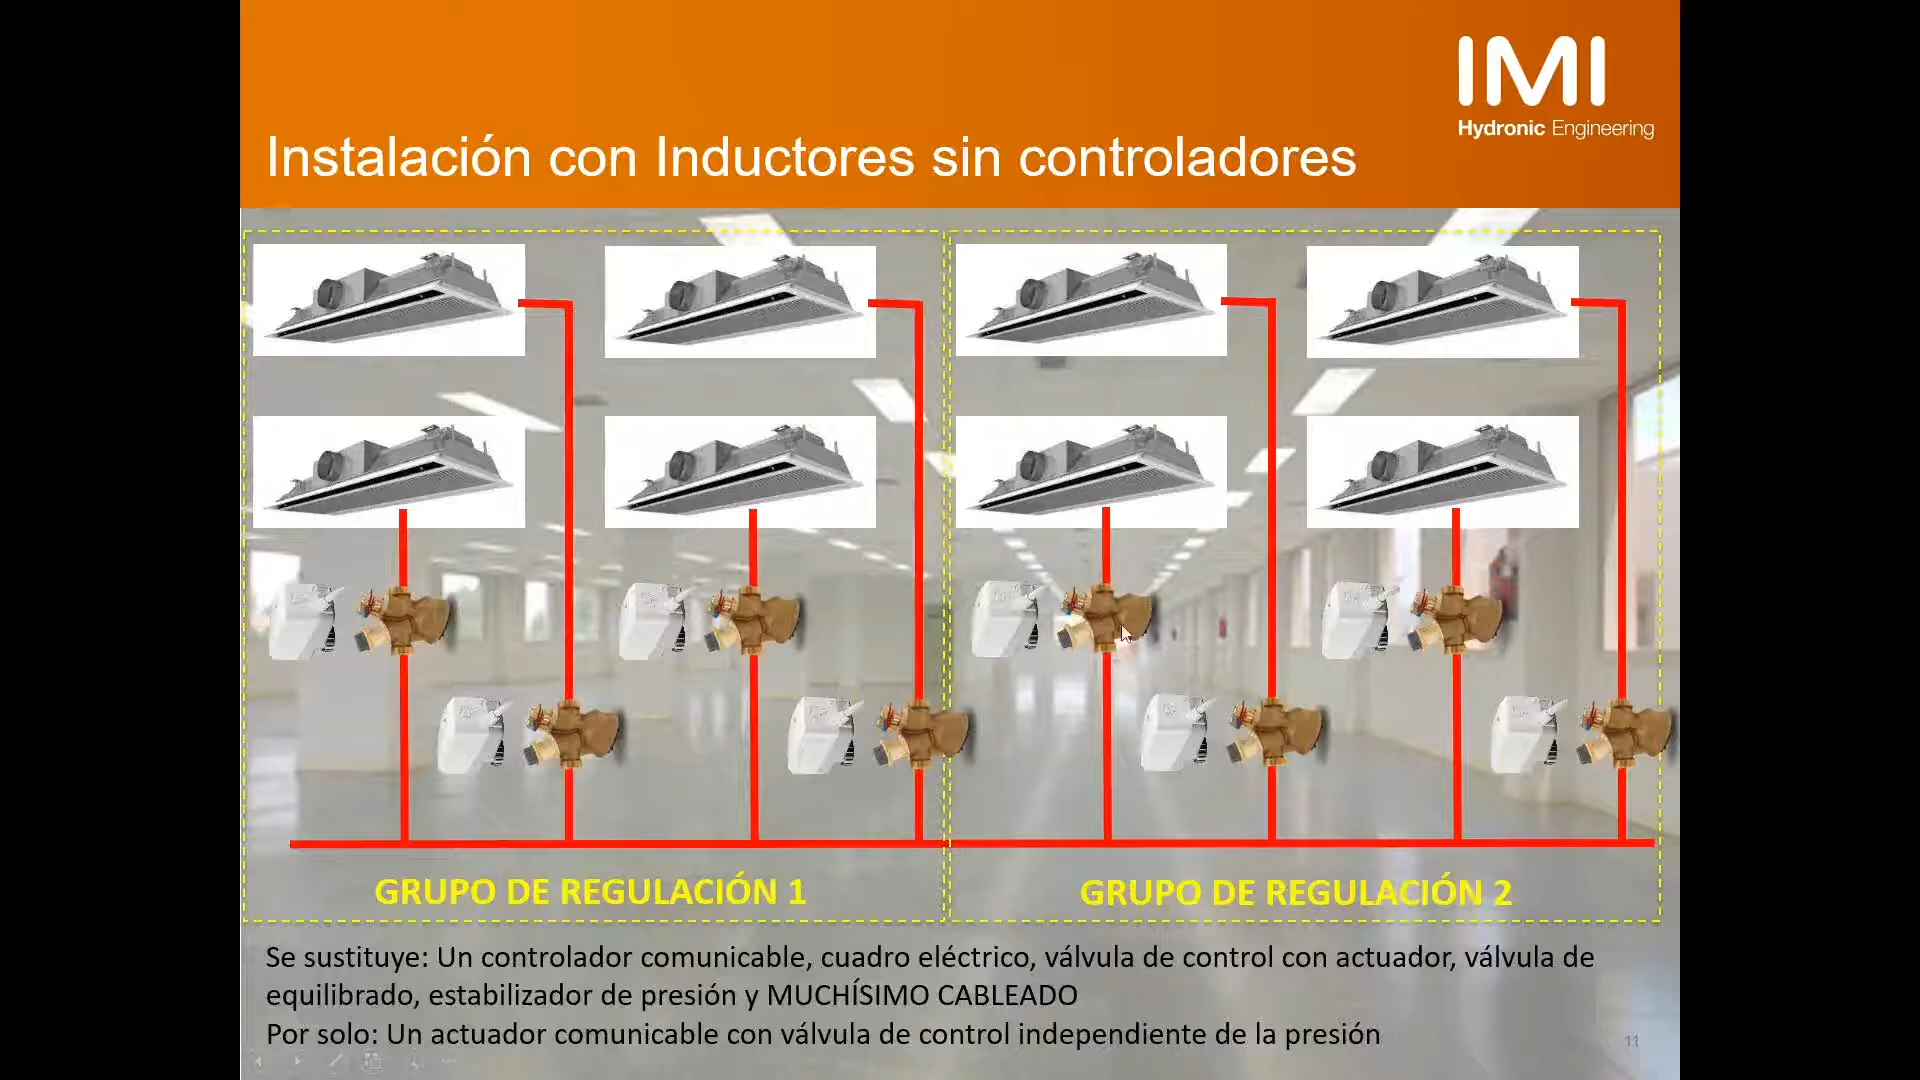 IMI
Hydronic Engineering
Instalación con Inductores sin controladores
GRUPO DE REGULACIÓN 1
GRUPO DE REGULACIÓN 2
Se sustituye: Un controlador comunicable, cuadro eléctrico, válvula de control con actuador, válvula de
equilibrado, estabilizador de presión y MUCHÍSIMO CABLEADO
Por solo: Un actuador comunicable con válvula de control independiente de la presión
11